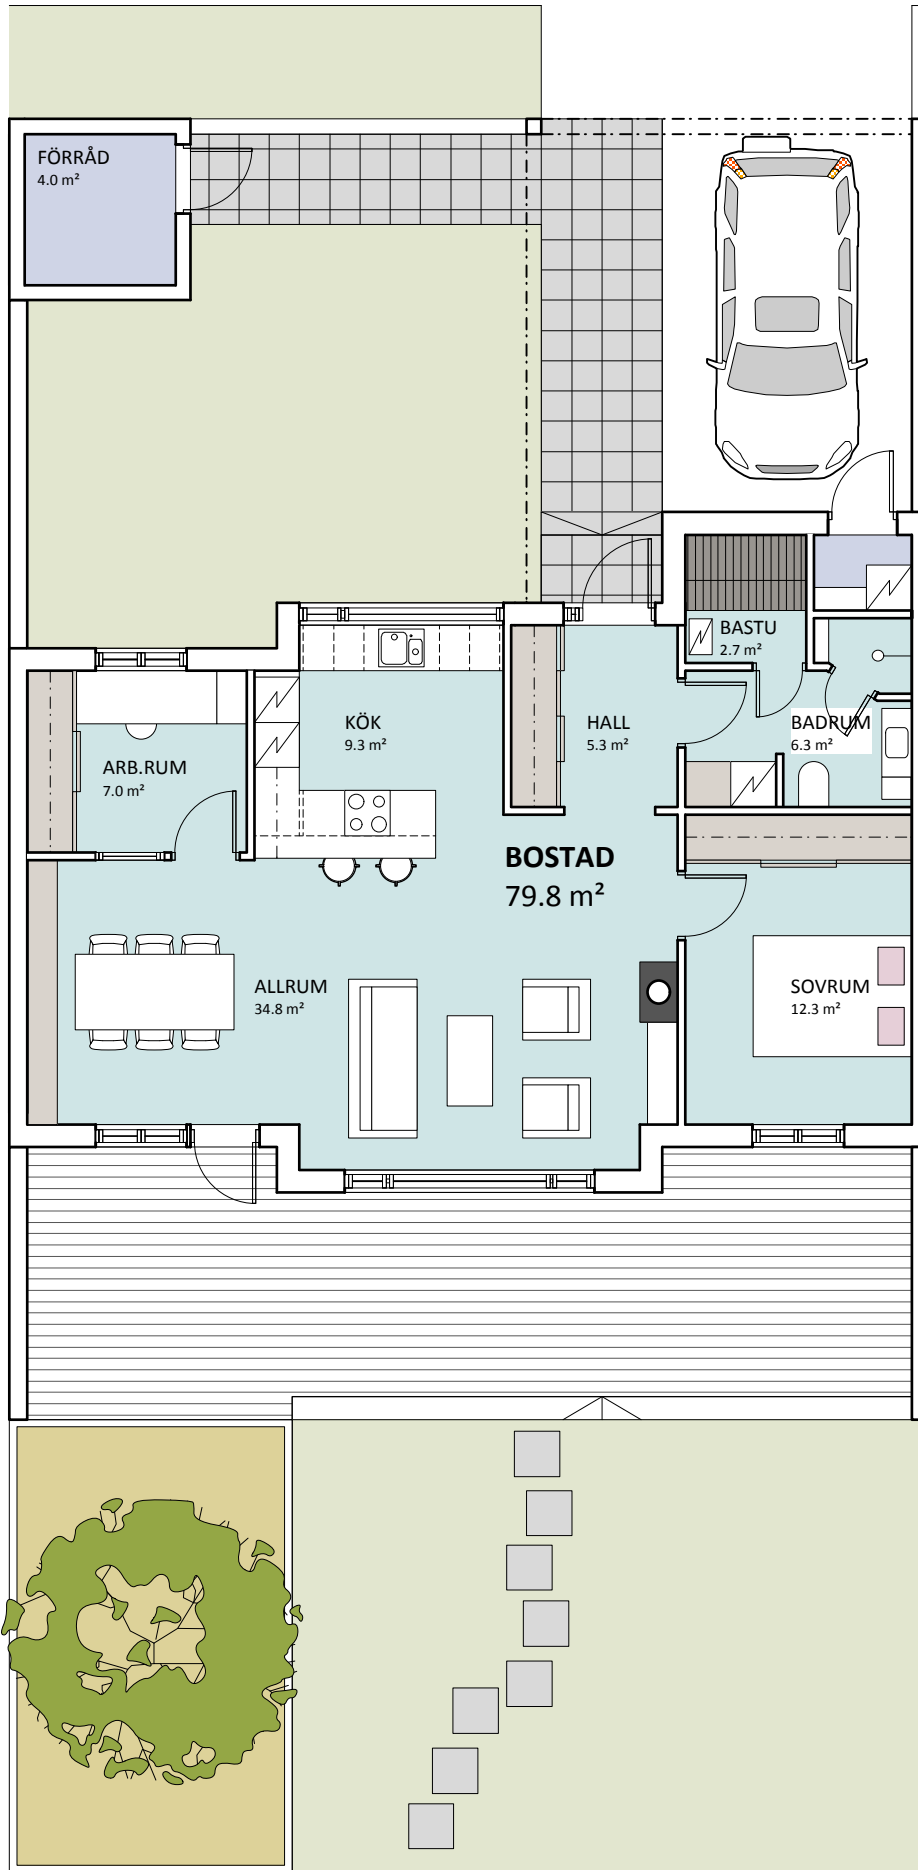 FÖRRÅD
4.0 m²
BASTU
2.7 m²
KÖK
9.3 m²
HALL
5.3 m²
BADRUM
6.3 m²
ARB.RUM
7.0 m²
BOSTAD
79.8 m²
ALLRUM
34.8 m²
SOVRUM
12.3 m²